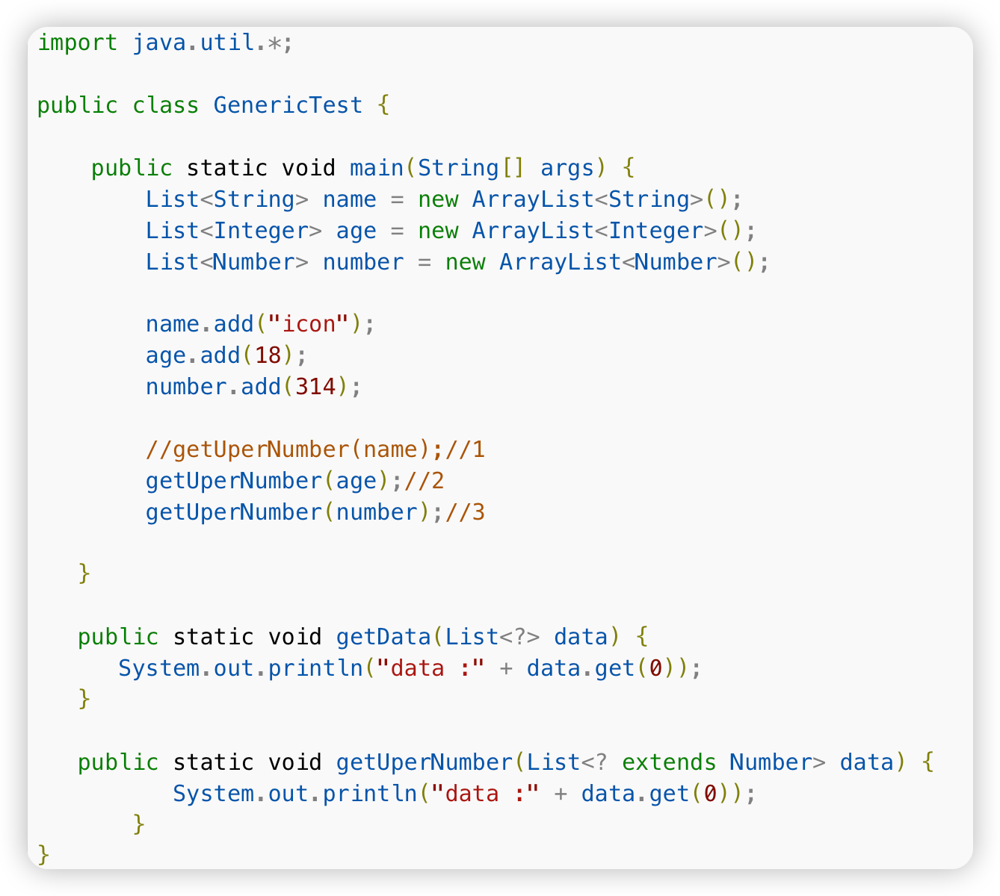 import java.util.*;

public class GenericTest {

    public static void main(String[] args) {
        List<String> name = new ArrayList<String>();
        List<Integer> age = new ArrayList<Integer>();
        List<Number> number = new ArrayList<Number>();

        name.add("icon");
        age.add(18);
        number.add(314);

        //getUperNumber(name);//1
        getUperNumber(age);//2
        getUperNumber(number);//3

   }

   public static void getData(List<?> data) {
      System.out.println("data :" + data.get(0));
   }

   public static void getUperNumber(List<? extends Number> data) {
          System.out.println("data :" + data.get(0));
       }
}